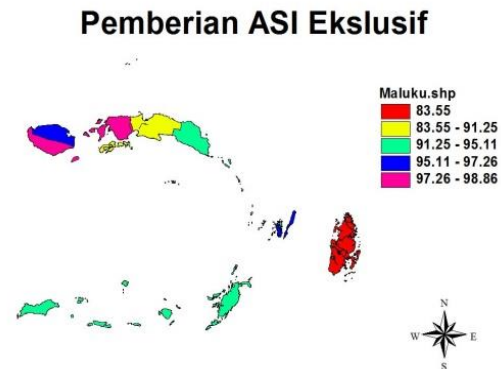 Pemberian ASI Ekslusif
Maluku.shp
83.55
83.55 - 91.25
91.25 - 95.11
95.11 - 97.26
97.26 - 98.86
N
W E
S